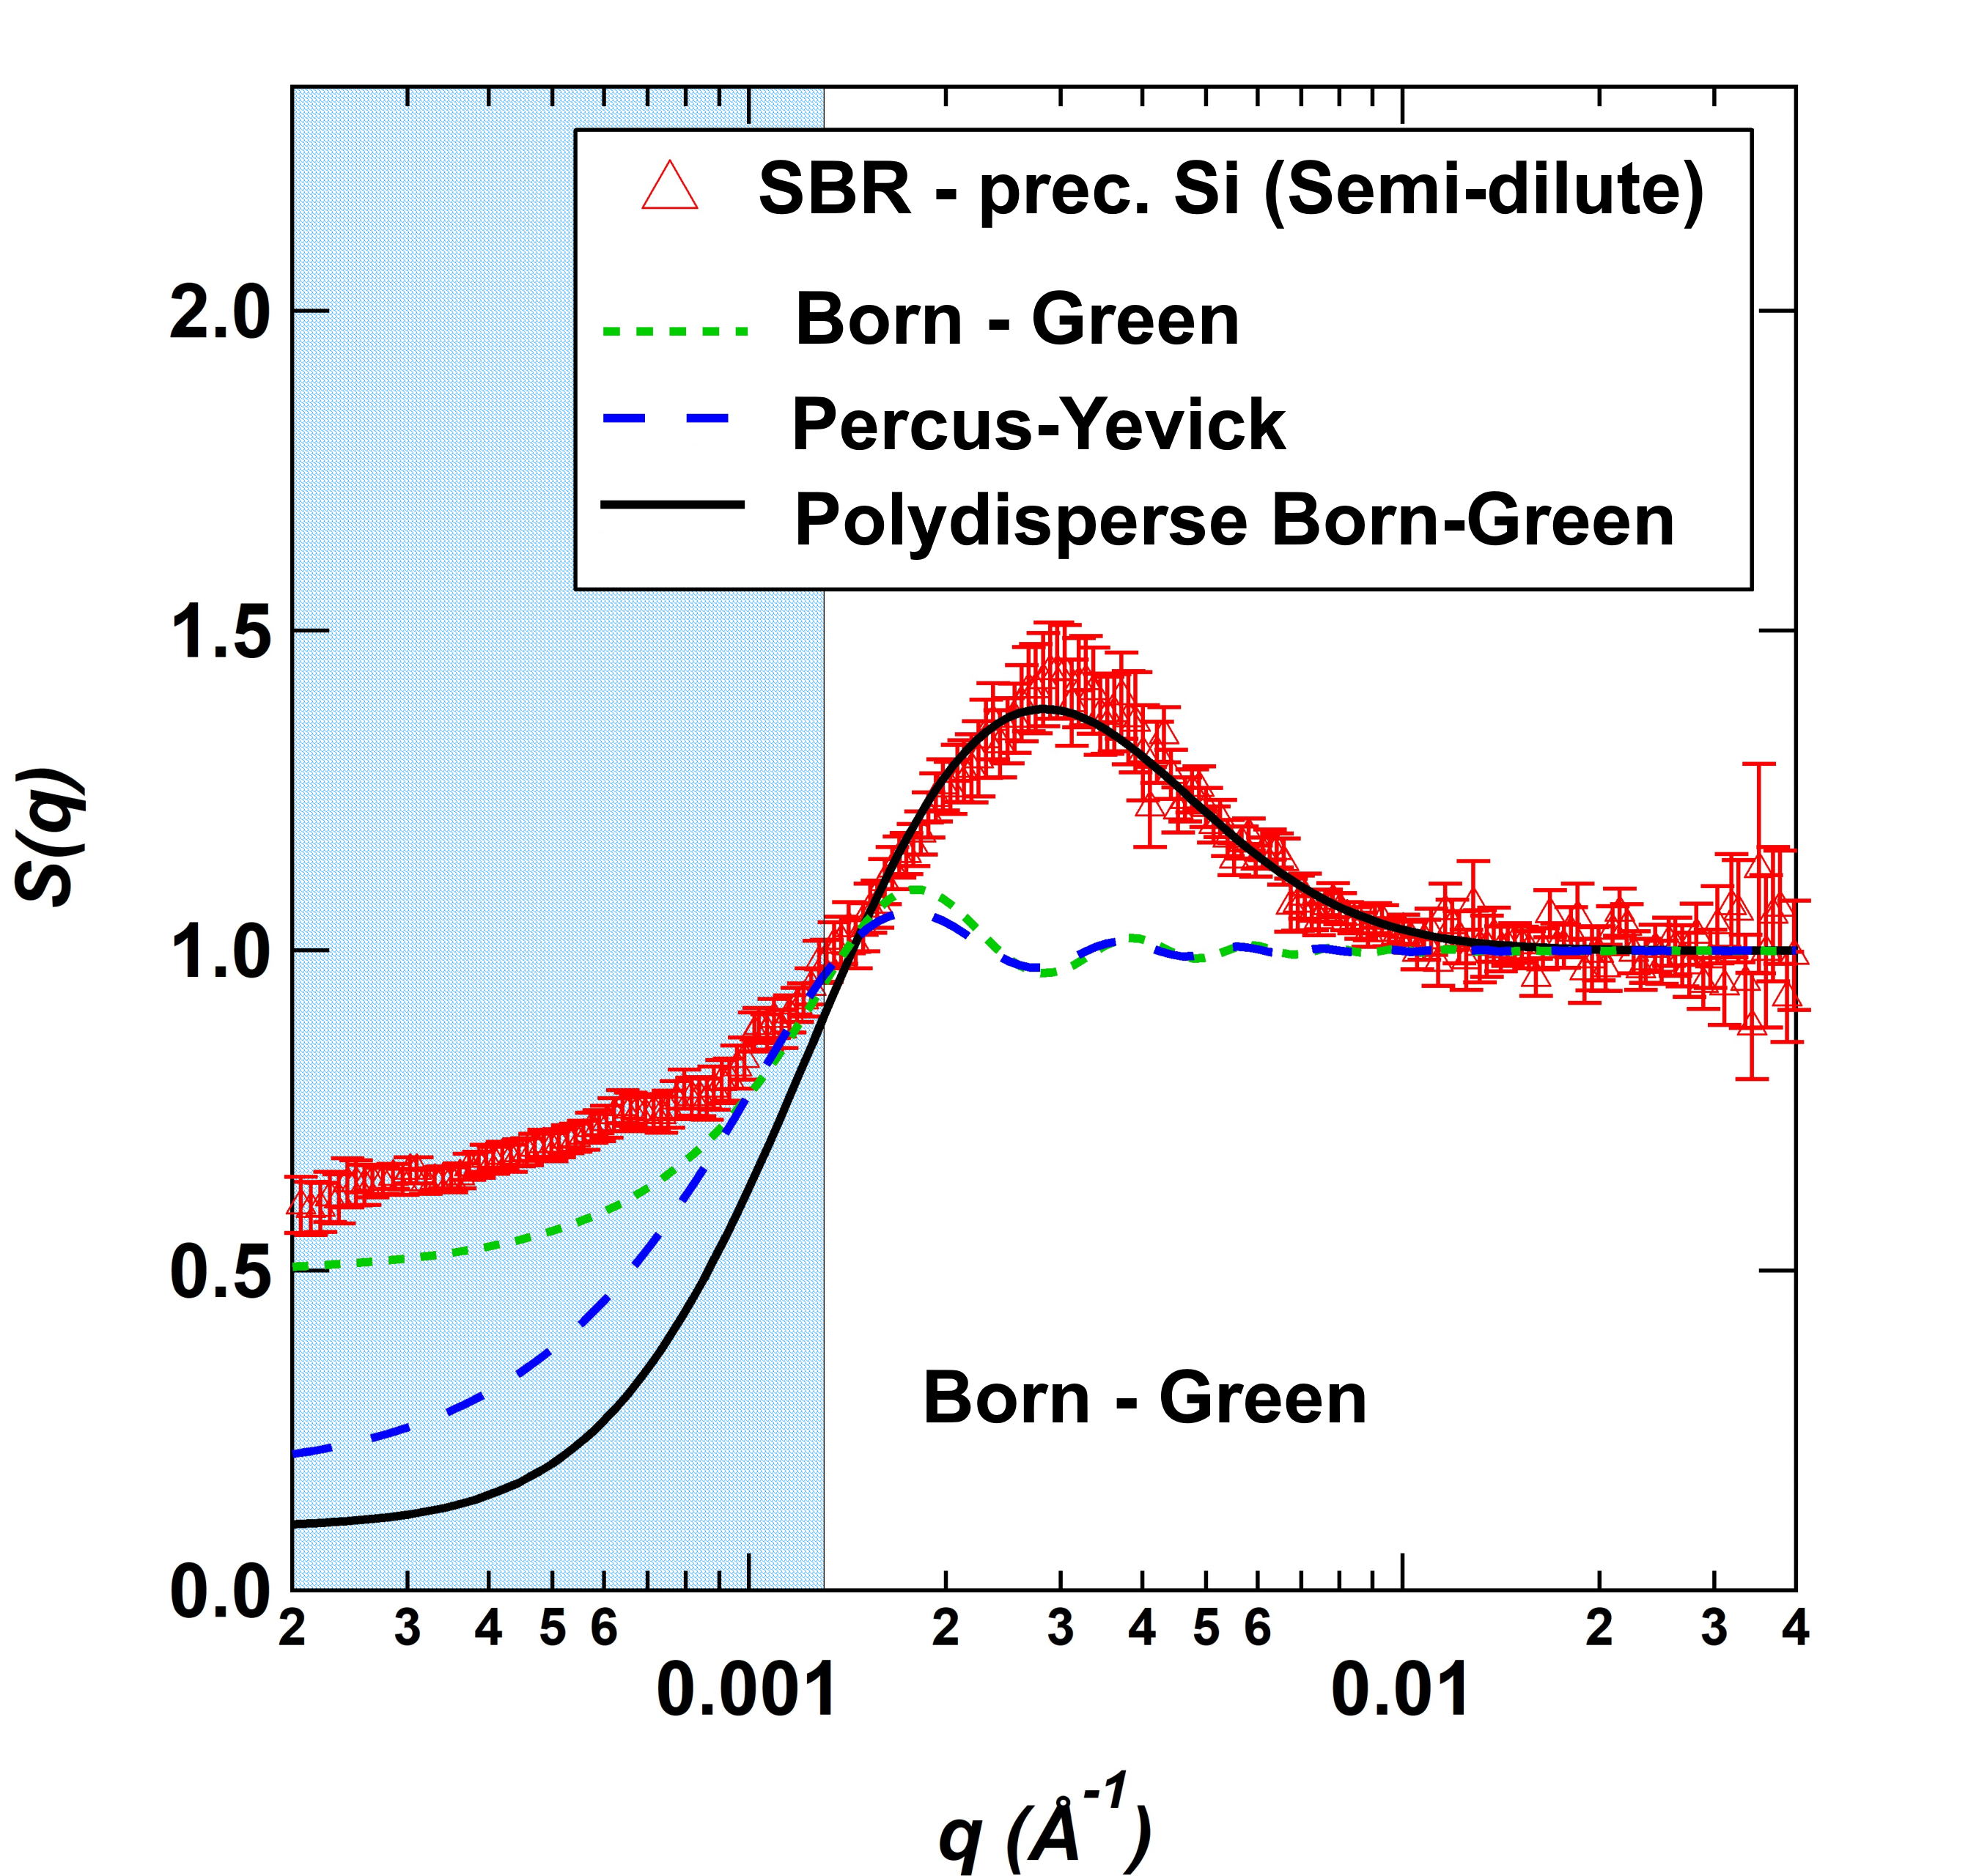 SBR - prec. Si (Semi-dilute)
Born - Green
Percus-Yevick
Polydisperse Born-Green
2.0
1.5
1.0
0.5
0.0
S(q)
Born - Green
2 3 4 5 6 2 3 4 5 6 2 3 4
0.001 0.01
q (Å⁻¹)